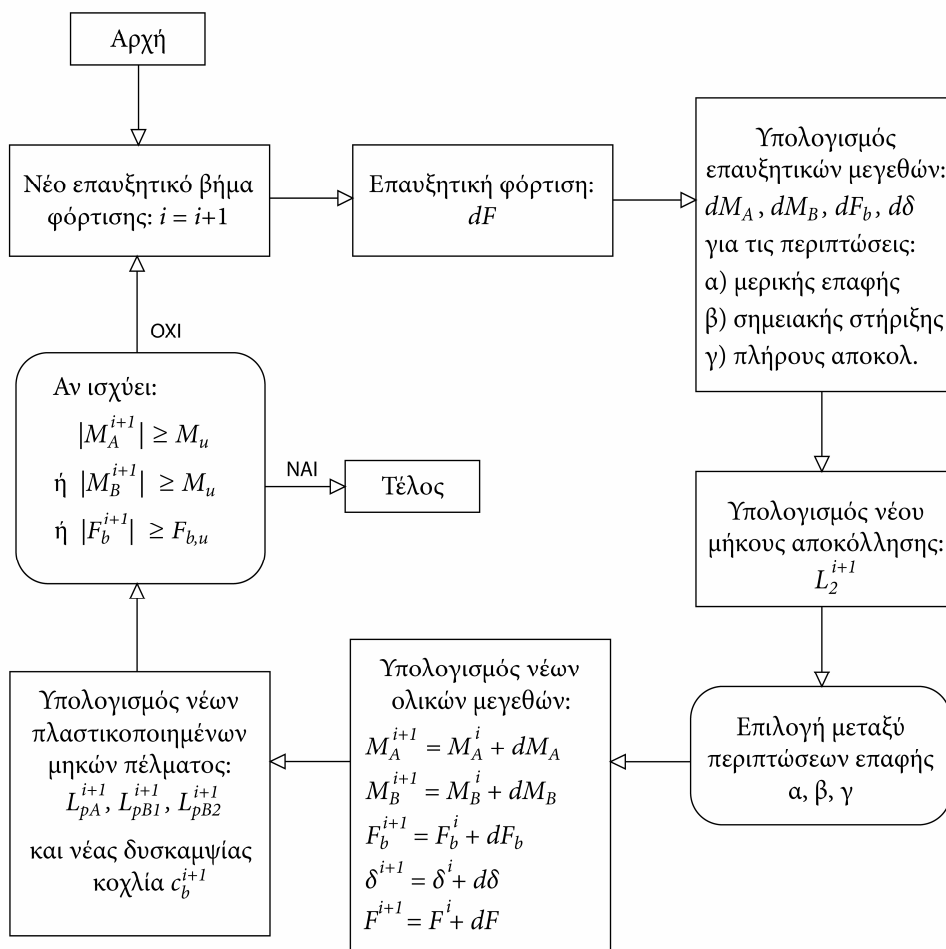 Αρχή
Νέο επαυξητικό βήμα
φόρτισης: i = i+1
Επαυξητική φόρτιση:
dF
Υπολογισμός
επαυξητικών μεγεθών:
dM_A , dM_B , dF_b , dδ
για τις περιπτώσεις:
α) μερικής επαφής
β) σημειακής στήριξης
γ) πλήρους αποκολ.
Υπολογισμός νέου
μήκους αποκόλλησης:
L_2^{i+1}
Επιλογή μεταξύ
περιπτώσεων επαφής
α, β, γ
Υπολογισμός νέων
ολικών μεγεθών:
M_A^{i+1} = M_A^i + dM_A
M_B^{i+1} = M_B^i + dM_B
F_b^{i+1} = F_b^i + dF_b
δ^{i+1} = δ^i + dδ
F^{i+1} = F^i + dF
Υπολογισμός νέων
πλαστικοποιημένων
μηκών πέλματος:
L_{pA}^{i+1} , L_{pB1}^{i+1} , L_{pB2}^{i+1}
και νέας δυσκαμψίας
κοχλία c_b^{i+1}
Αν ισχύει:
|M_A^{i+1}| ≥ M_u
ή |M_B^{i+1}| ≥ M_u
ή |F_b^{i+1}| ≥ F_{b,u}
ΟΧΙ
ΝΑΙ
Τέλος